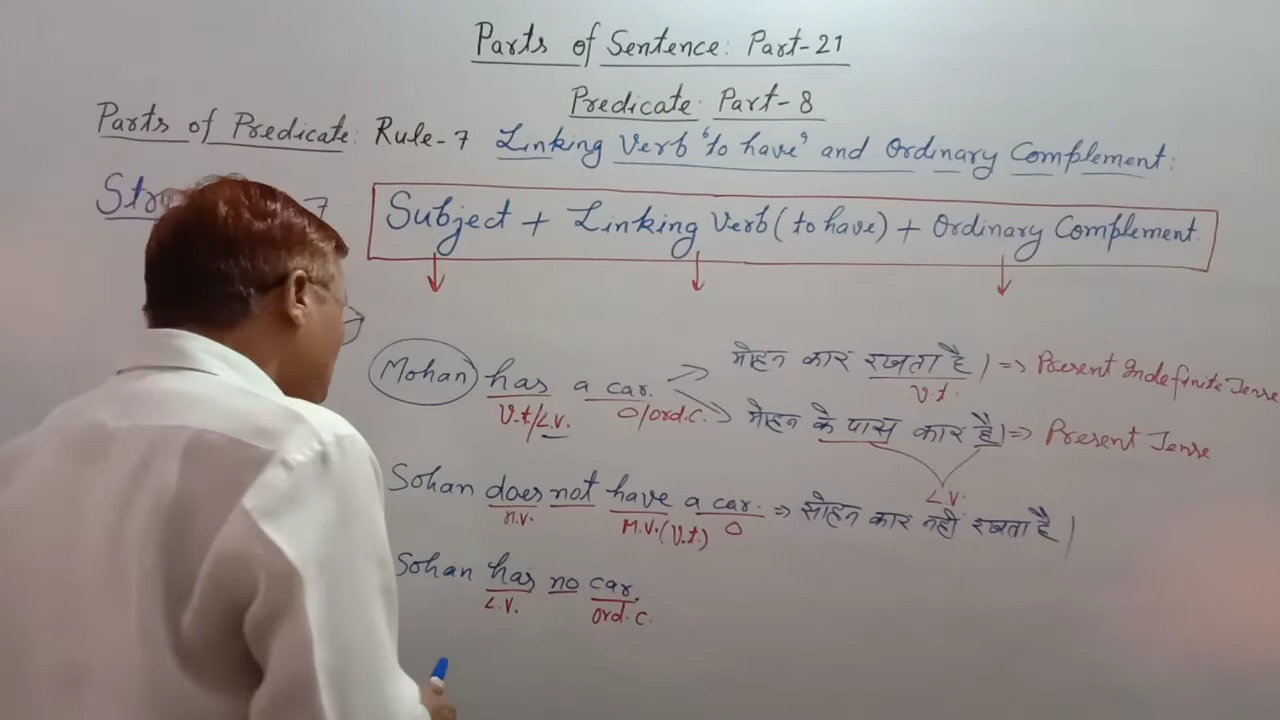 Parts of Sentence: Part-21
Predicate: Part-8
Parts of Predicate: Rule-7 Linking Verb 'to have' and Ordinary Complement:
7 Subject + Linking Verb (to have) + Ordinary Complement.
Mohan has a car. मोहन कार रखता है। => Present Indefinite Tense
V.t/L.V. O/Ord.C. V.t.
मोहन के पास कार है। => Present Tense
L.V.
Sohan does not have a car. => सोहन कार नहीं रखता है।
H.V. M.V.(V.t) O
Sohan has no car.
L.V. Ord.C.